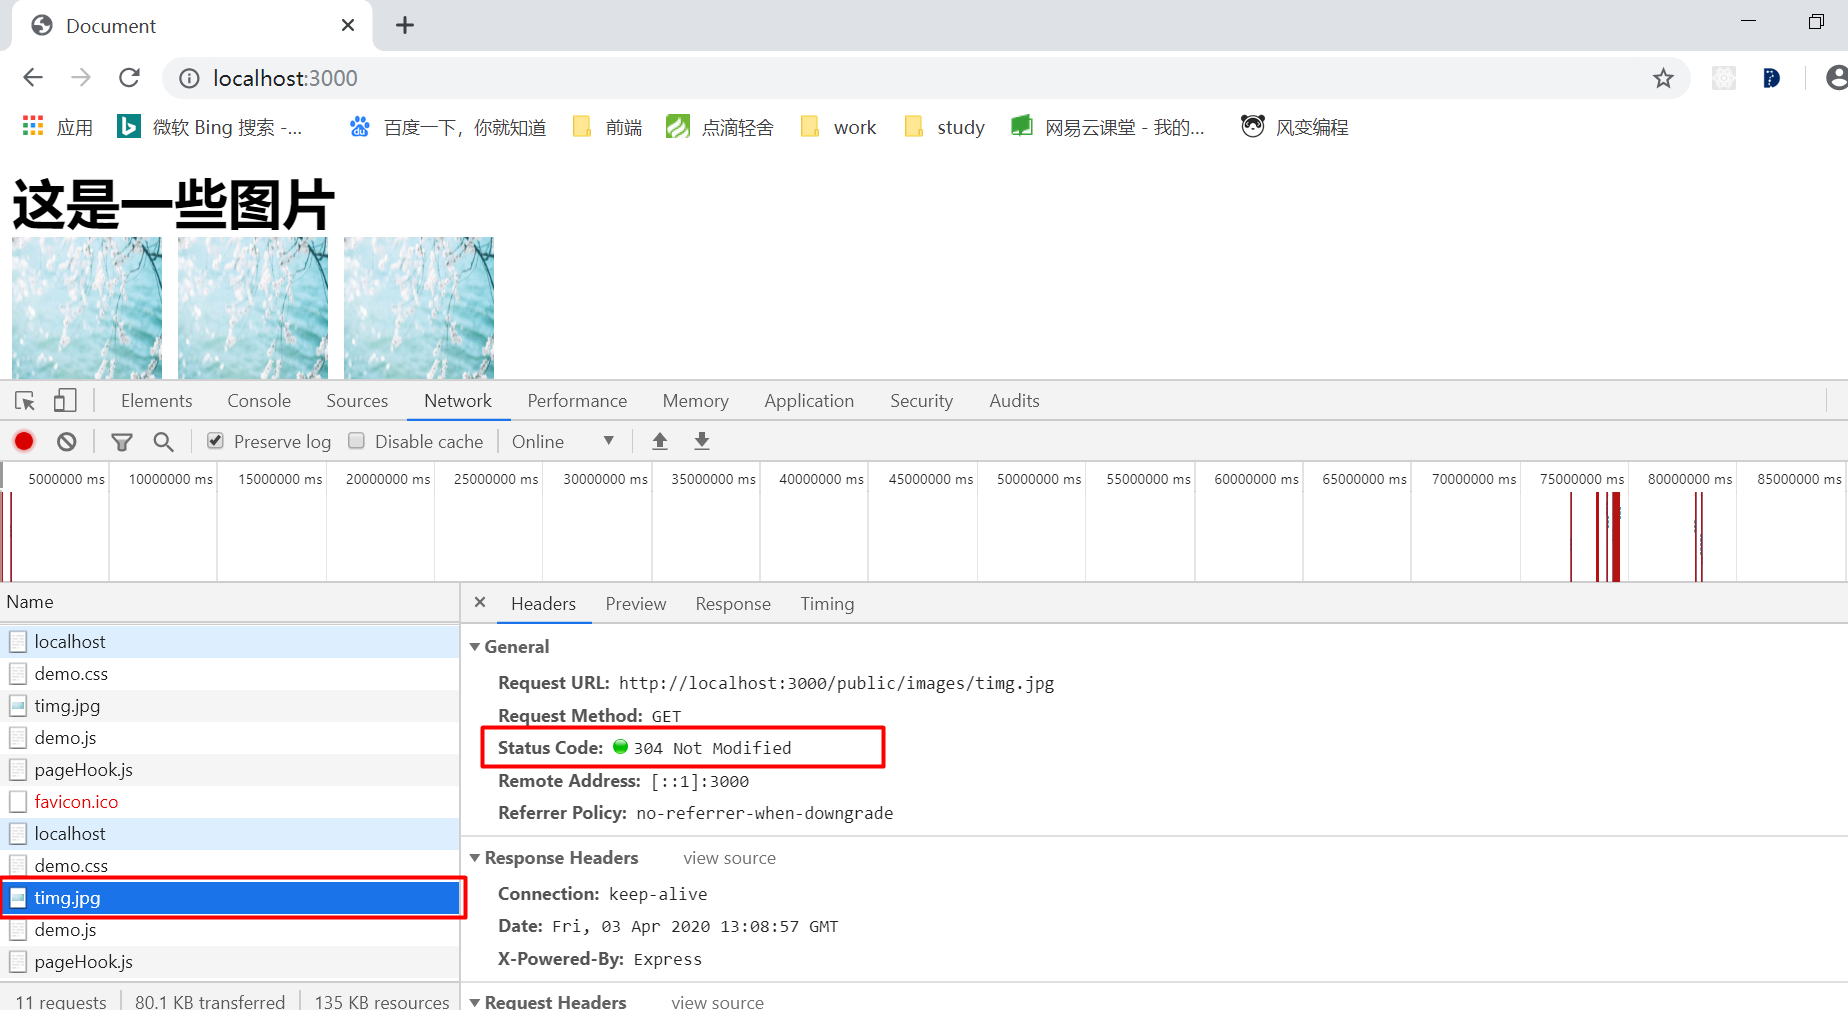 Document
localhost:3000
应用 微软 Bing 搜索 -... 百度一下，你就知道 前端 点滴轻舍 work study 网易云课堂 - 我的... 风变编程
这是一些图片
Elements Console Sources Network Performance Memory Application Security Audits
Preserve log Disable cache Online
5000000 ms 10000000 ms 15000000 ms 20000000 ms 25000000 ms 30000000 ms 35000000 ms 40000000 ms 45000000 ms 50000000 ms 55000000 ms 60000000 ms 65000000 ms 70000000 ms 75000000 ms 80000000 ms 85000000 ms
Name
localhost
demo.css
timg.jpg
demo.js
pageHook.js
favicon.ico
localhost
demo.css
timg.jpg
demo.js
pageHook.js
11 requests 80.1 KB transferred 135 KB resources
Headers Preview Response Timing
General
Request URL: http://localhost:3000/public/images/timg.jpg
Request Method: GET
Status Code: 304 Not Modified
Remote Address: [::1]:3000
Referrer Policy: no-referrer-when-downgrade
Response Headers view source
Connection: keep-alive
Date: Fri, 03 Apr 2020 13:08:57 GMT
X-Powered-By: Express
Request Headers view source